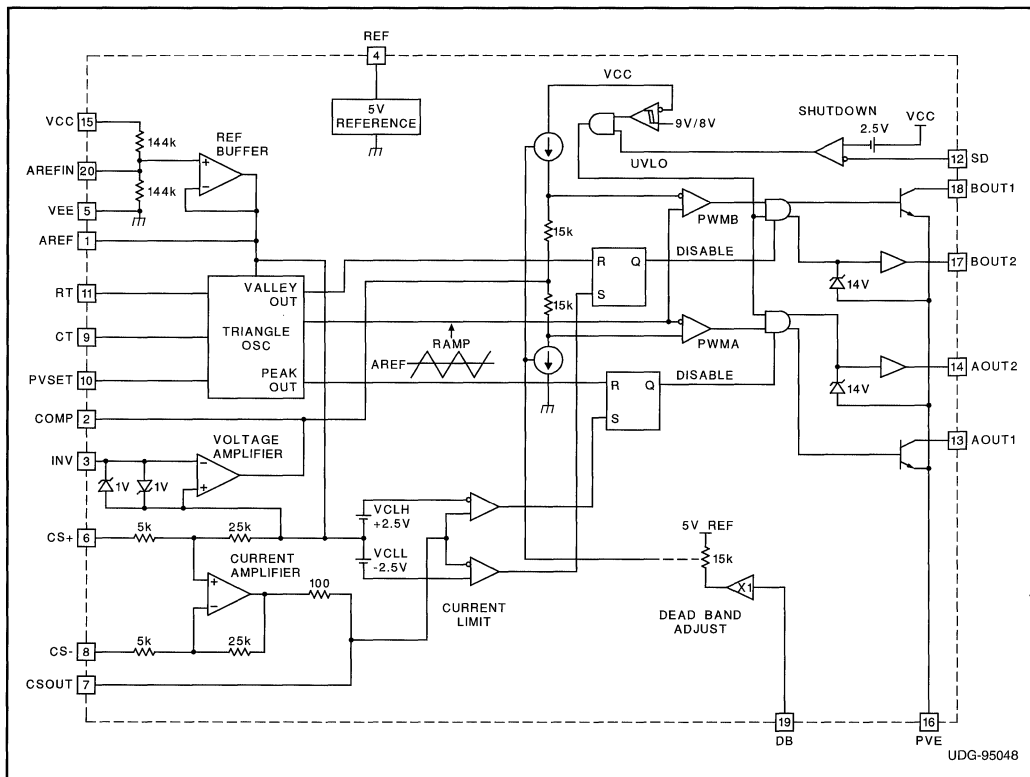 REF
4
5V
REFERENCE
VCC
15
144k
AREFIN
20
144k
VEE
5
AREF
1
REF
BUFFER
+
−
RT
11
CT
9
PVSET
10
COMP
2
VALLEY
OUT
TRIANGLE
OSC
PEAK
OUT
RAMP
AREF
INV
3
1V
1V
VOLTAGE
AMPLIFIER
−
+
CS+
6
5k
25k
CURRENT
AMPLIFIER
+
−
100
CS-
8
5k
25k
CSOUT
7
VCLH
+2.5V
VCLL
-2.5V
CURRENT
LIMIT
VCC
9V/8V
UVLO
SHUTDOWN
2.5V
VCC
12
SD
15k
15k
PWMB
PWMA
R
Q
S
DISABLE
R
Q
S
DISABLE
18
BOUT1
17
BOUT2
14V
14
AOUT2
14V
13
AOUT1
5V REF
15k
X1
DEAD BAND
ADJUST
19
DB
16
PVE
UDG-95048